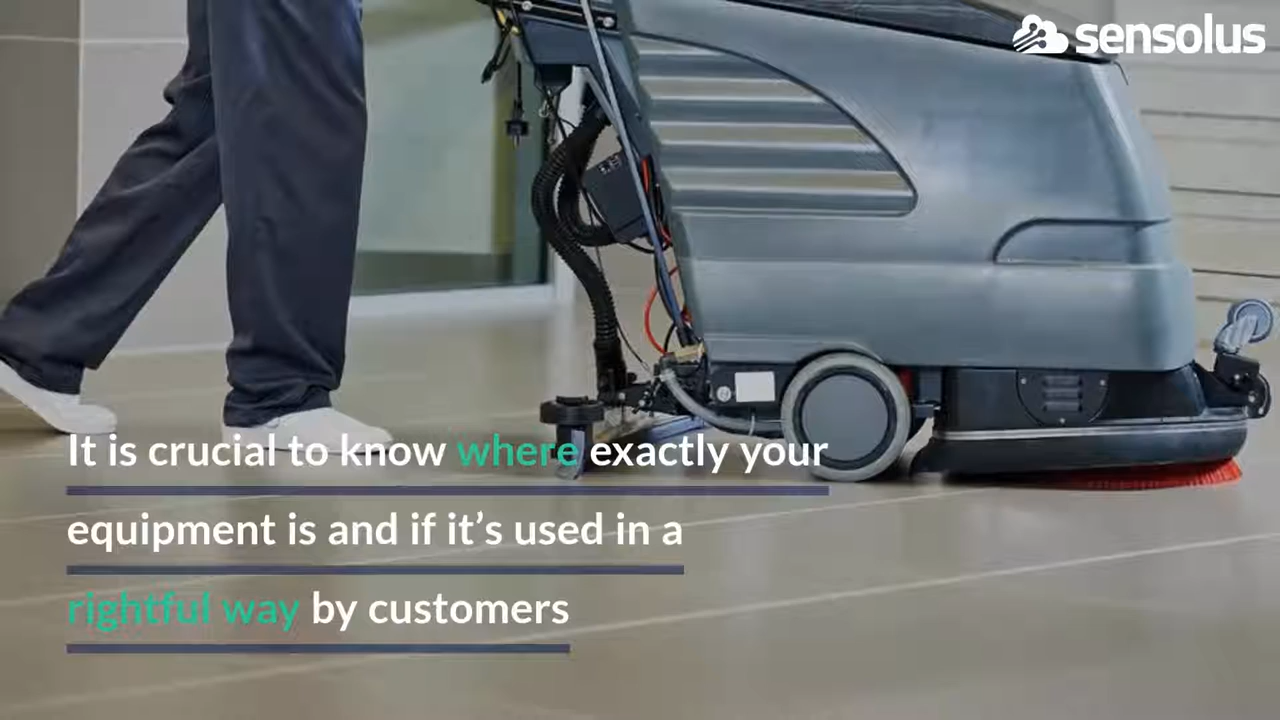 sensolus
It is crucial to know where exactly your
equipment is and if it’s used in a
rightful way by customers